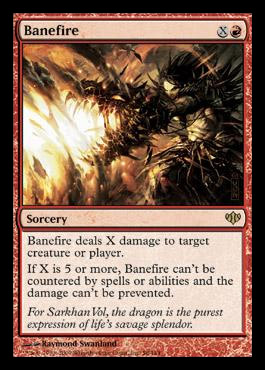 Banefire
X R
Sorcery
Banefire deals X damage to target
creature or player.
If X is 5 or more, Banefire can't be
countered by spells or abilities and the
damage can't be prevented.
For Sarkhan Vol, the dragon is the purest
expression of life's savage splendor.
Raymond Swanland